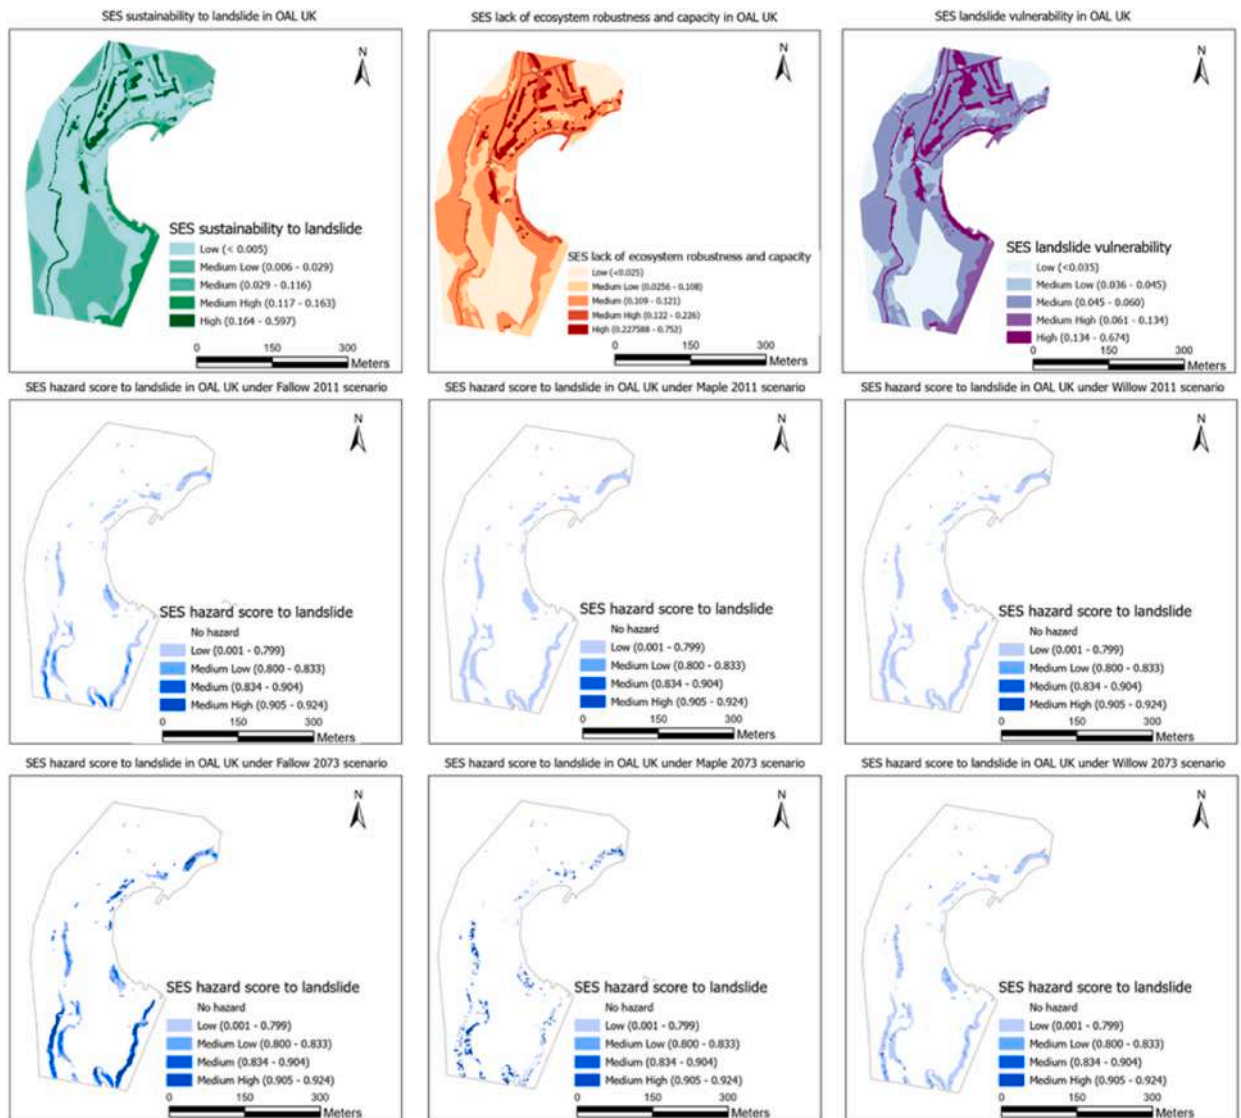 SES sustainability to landslide in OAL UK
N
SES sustainability to landslide
Low (< 0.005)
Medium Low (0.006 - 0.029)
Medium (0.029 - 0.116)
Medium High (0.117 - 0.163)
High (0.164 - 0.597)
0 150 300
Meters
SES lack of ecosystem robustness and capacity in OAL UK
N
SES lack of ecosystem robustness and capacity
Low (<0.025)
Medium Low (0.0256 - 0.108)
Medium (0.109 - 0.121)
Medium High (0.122 - 0.226)
High (0.227588 - 0.752)
0 150 300
Meters
SES landslide vulnerability in OAL UK
N
SES landslide vulnerability
Low (<0.035)
Medium Low (0.036 - 0.045)
Medium (0.045 - 0.060)
Medium High (0.061 - 0.134)
High (0.134 - 0.674)
0 150 300
Meters
SES hazard score to landslide in OAL UK under Fallow 2011 scenario
N
SES hazard score to landslide
No hazard
Low (0.001 - 0.799)
Medium Low (0.800 - 0.833)
Medium (0.834 - 0.904)
Medium High (0.905 - 0.924)
0 150 300
Meters
SES hazard score to landslide in OAL UK under Maple 2011 scenario
N
SES hazard score to landslide
No hazard
Low (0.001 - 0.799)
Medium Low (0.800 - 0.833)
Medium (0.834 - 0.904)
Medium High (0.905 - 0.924)
0 150 300
Meters
SES hazard score to landslide in OAL UK under Willow 2011 scenario
N
SES hazard score to landslide
No hazard
Low (0.001 - 0.799)
Medium Low (0.800 - 0.833)
Medium (0.834 - 0.904)
Medium High (0.905 - 0.924)
0 150 300
Meters
SES hazard score to landslide in OAL UK under Fallow 2073 scenario
N
SES hazard score to landslide
No hazard
Low (0.001 - 0.799)
Medium Low (0.800 - 0.833)
Medium (0.834 - 0.904)
Medium High (0.905 - 0.924)
0 150 300
Meters
SES hazard score to landslide in OAL UK under Maple 2073 scenario
N
SES hazard score to landslide
No hazard
Low (0.001 - 0.799)
Medium Low (0.800 - 0.833)
Medium (0.834 - 0.904)
Medium High (0.905 - 0.924)
0 150 300
Meters
SES hazard score to landslide in OAL UK under Willow 2073 scenario
N
SES hazard score to landslide
No hazard
Low (0.001 - 0.799)
Medium Low (0.800 - 0.833)
Medium (0.834 - 0.904)
Medium High (0.905 - 0.924)
0 150 300
Meters